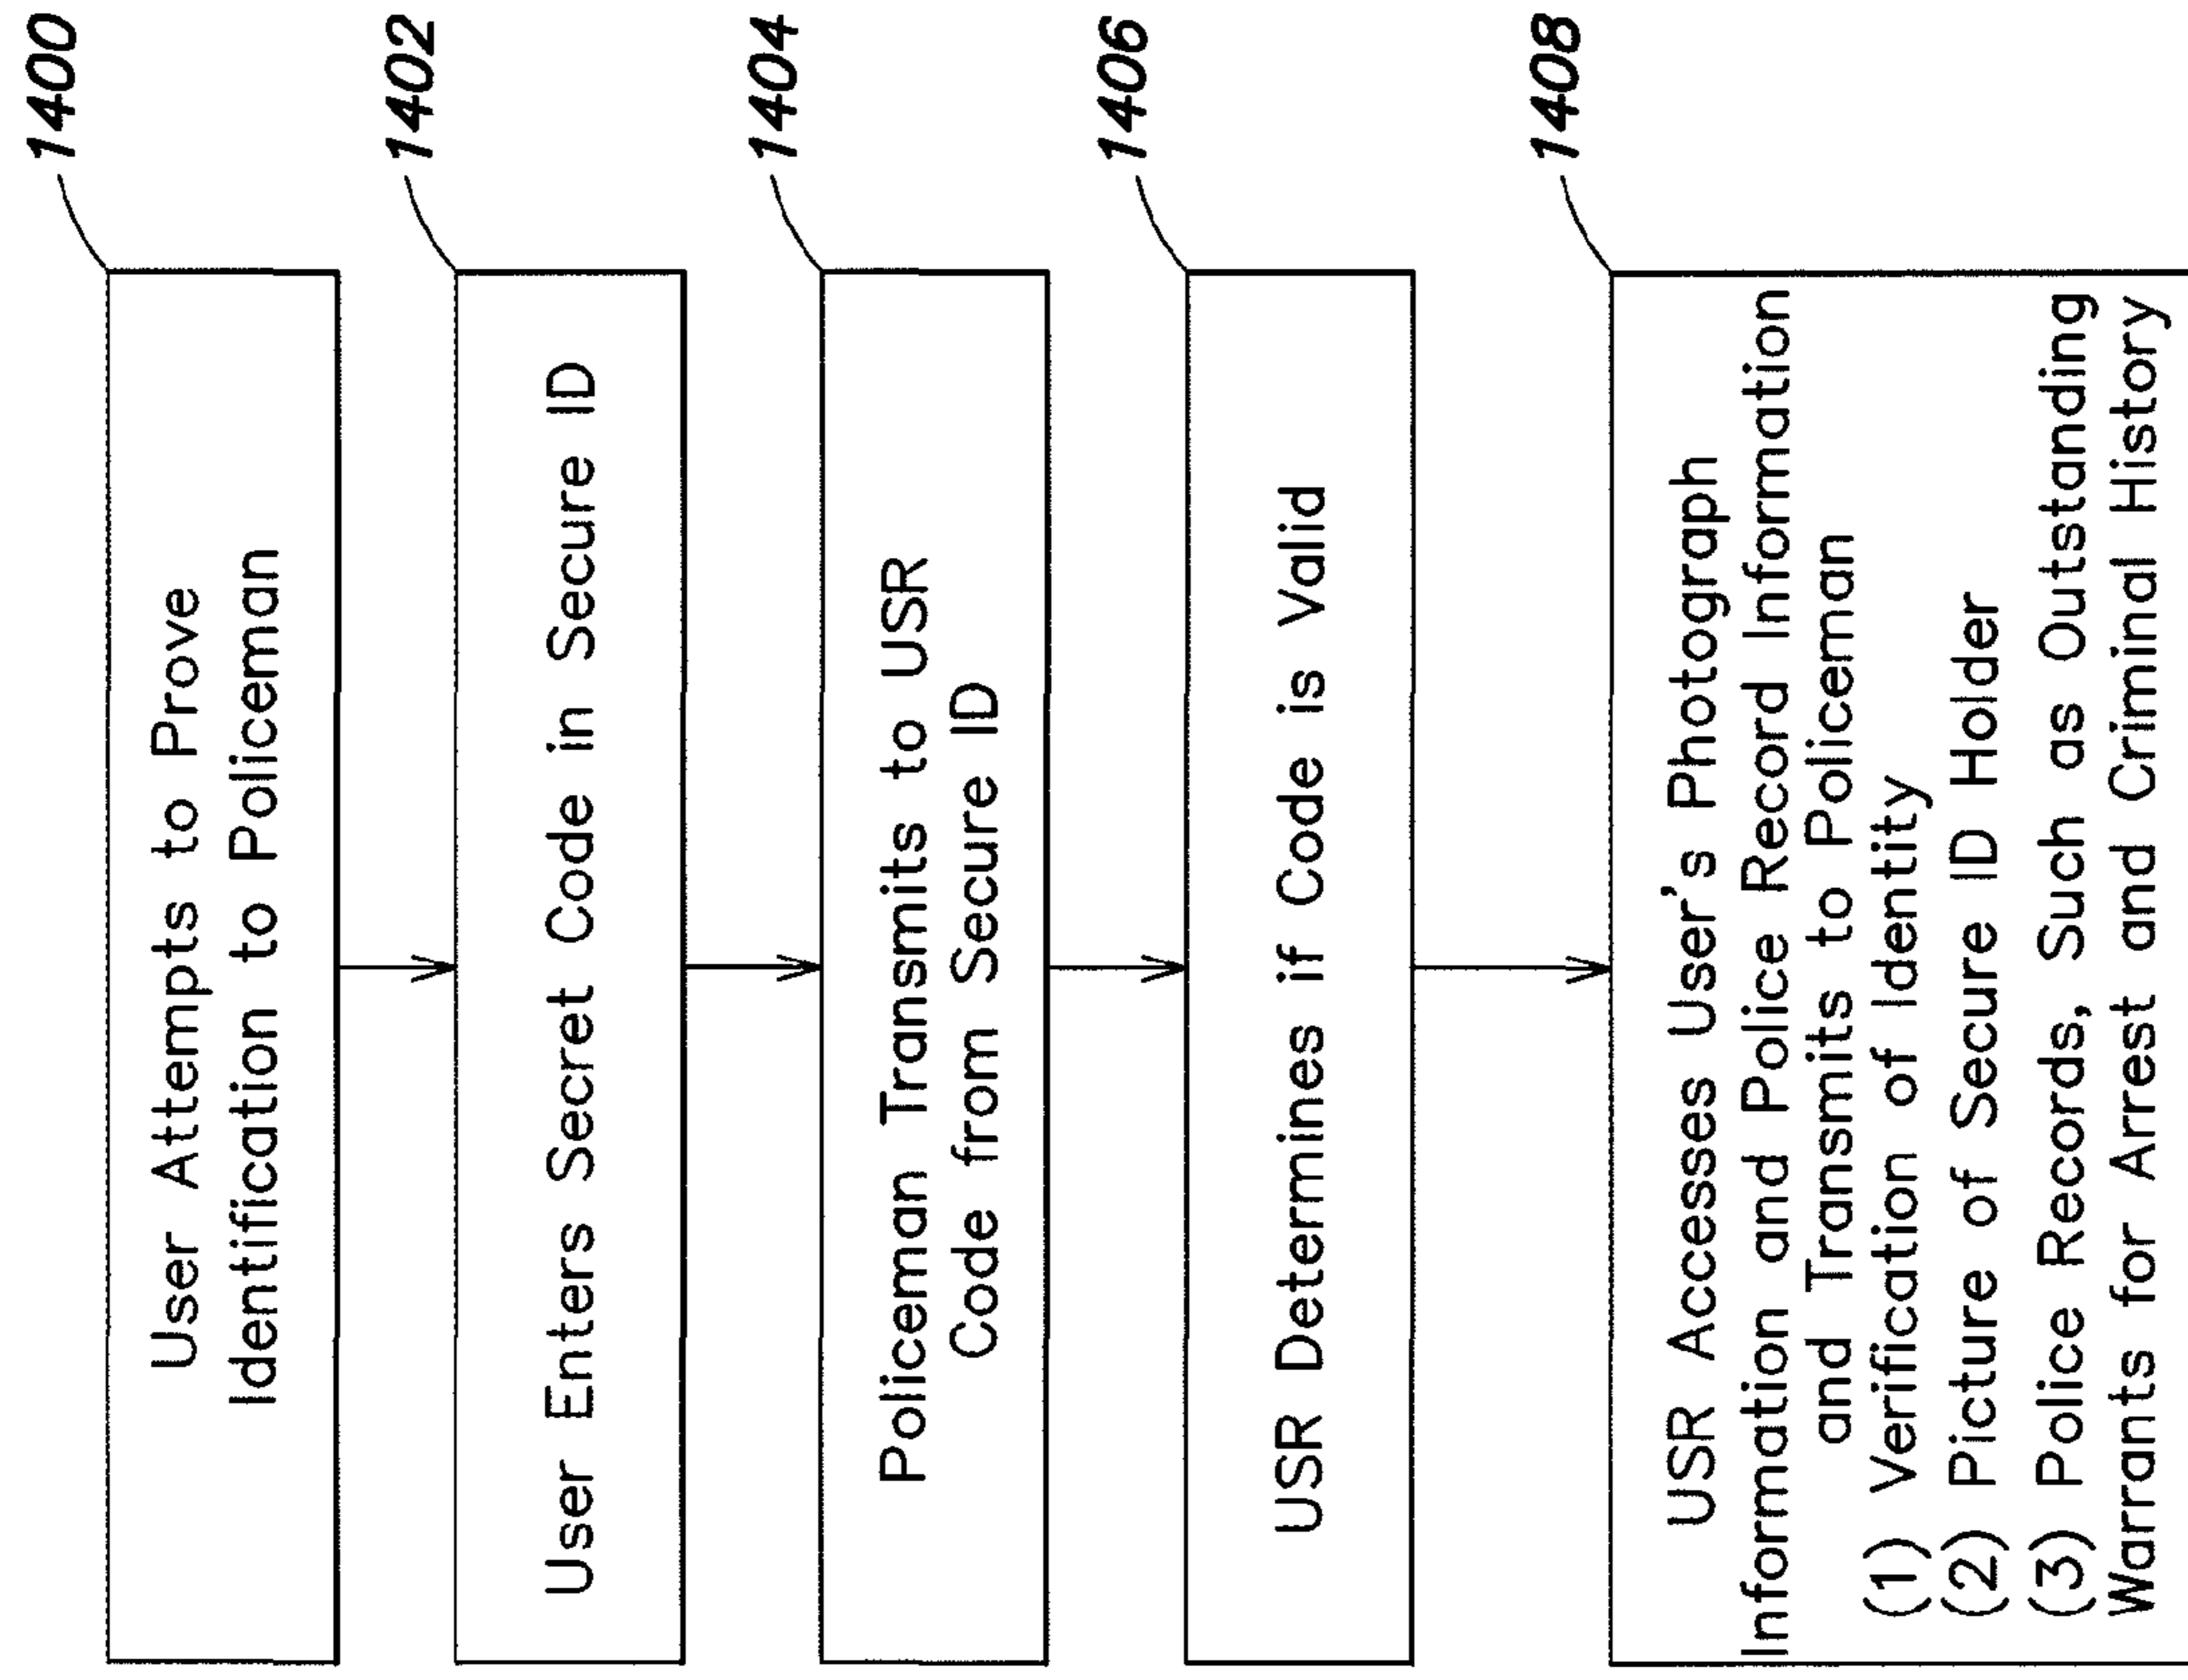 1400
User Attempts to Prove
Identification to Policeman
1402
User Enters Secret Code in Secure ID
1404
Policeman Transmits to USR
Code from Secure ID
1406
USR Determines if Code is Valid
1408
USR Accesses User's Photograph
Information and Police Record Information
and Transmits to Policeman
(1) Verification of Identity
(2) Picture of Secure ID Holder
(3) Police Records, Such as Outstanding
Warrants for Arrest and Criminal History